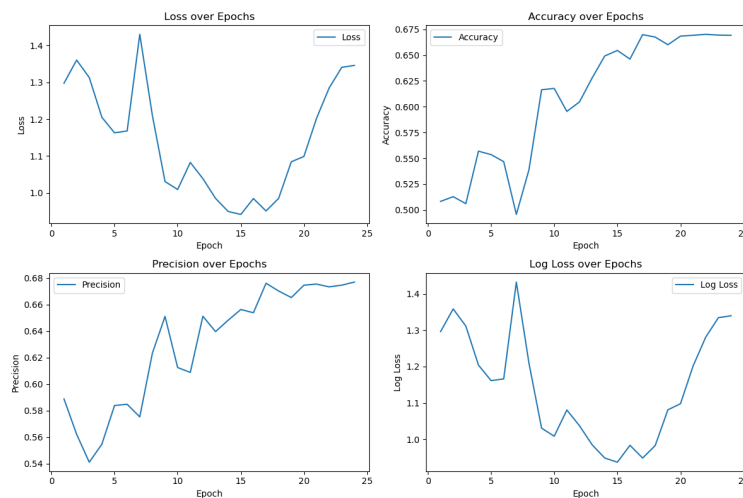 Loss over Epochs
Loss
1.4
1.3
1.2
1.1
1.0
Loss
0 5 10 15 20 25
Epoch
Accuracy over Epochs
Accuracy
0.675
0.650
0.625
0.600
0.575
0.550
0.525
0.500
Accuracy
0 5 10 15 20 25
Epoch
Precision over Epochs
Precision
0.68
0.66
0.64
0.62
0.60
0.58
0.56
0.54
Precision
0 5 10 15 20 25
Epoch
Log Loss over Epochs
Log Loss
1.4
1.3
1.2
1.1
1.0
Log Loss
0 5 10 15 20 25
Epoch